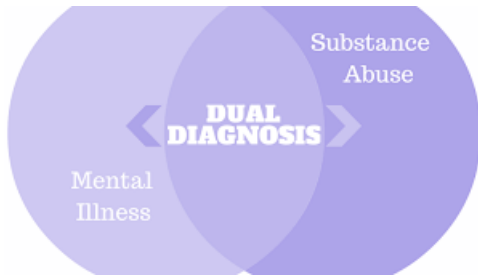 Substance
Abuse
DUAL
DIAGNOSIS
Mental
Illness